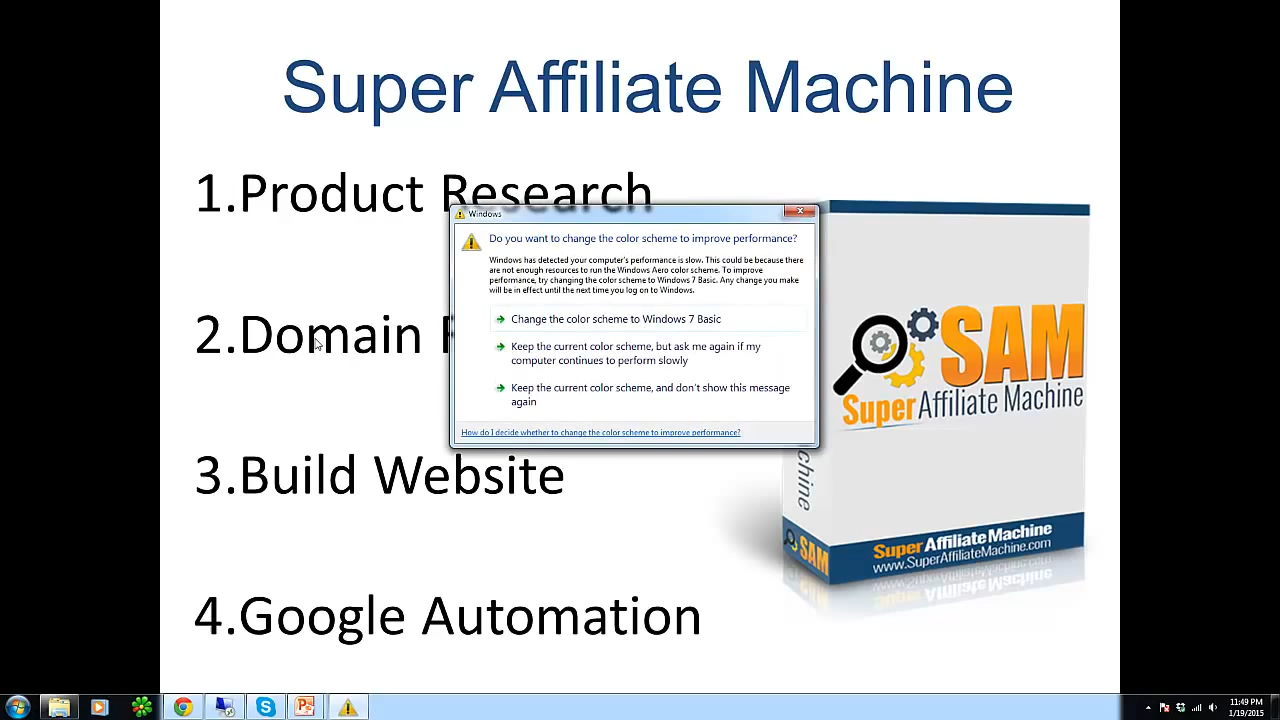 Super Affiliate Machine
1.Product Research
Windows
Do you want to change the color scheme to improve performance?
Windows has detected your computer's performance is slow. This could be because there
are not enough resources to run the Windows Aero color scheme. To improve
performance, try changing the color scheme to Windows 7 Basic. Any change you make
will be in effect until the next time you log on to Windows.
Change the color scheme to Windows 7 Basic
Keep the current color scheme, but ask me again if my
computer continues to perform slowly
Keep the current color scheme, and don't show this message
again
How do I decide whether to change the color scheme to improve performance?
2.Domain
3.Build Website
4.Google Automation
SAM
Super Affiliate Machine
chine
SAM
Super Affiliate Machine
www.SuperAffiliateMachine.com
11:49 PM
1/19/2015